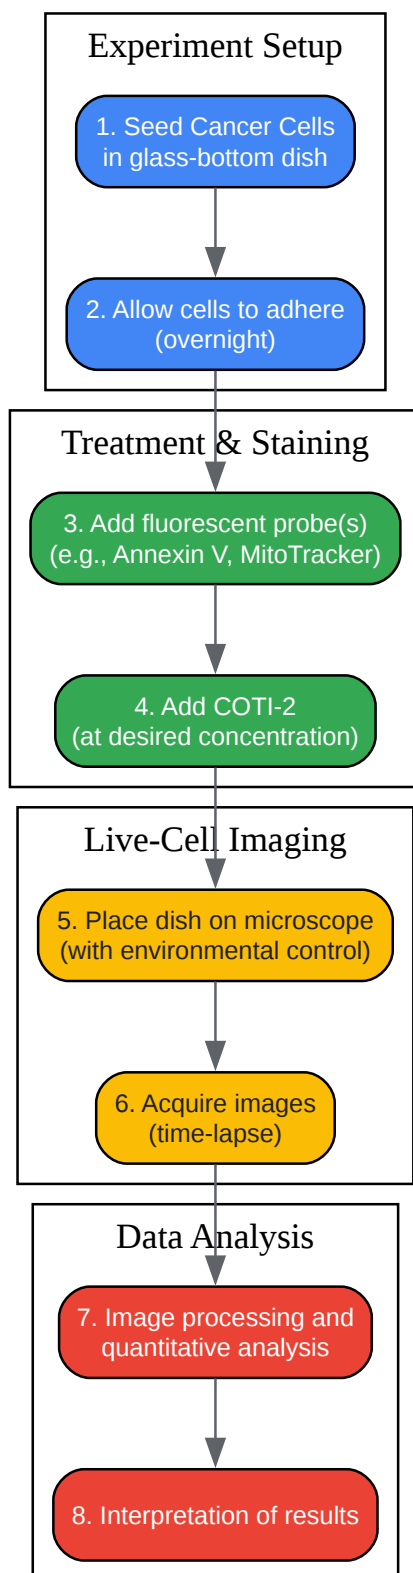 Experiment Setup
1. Seed Cancer Cells
in glass-bottom dish
2. Allow cells to adhere
(overnight)
Treatment & Staining
3. Add fluorescent probe(s)
(e.g., Annexin V, MitoTracker)
4. Add COTI-2
(at desired concentration)
Live-Cell Imaging
5. Place dish on microscope
(with environmental control)
6. Acquire images
(time-lapse)
Data Analysis
7. Image processing and
quantitative analysis
8. Interpretation of results